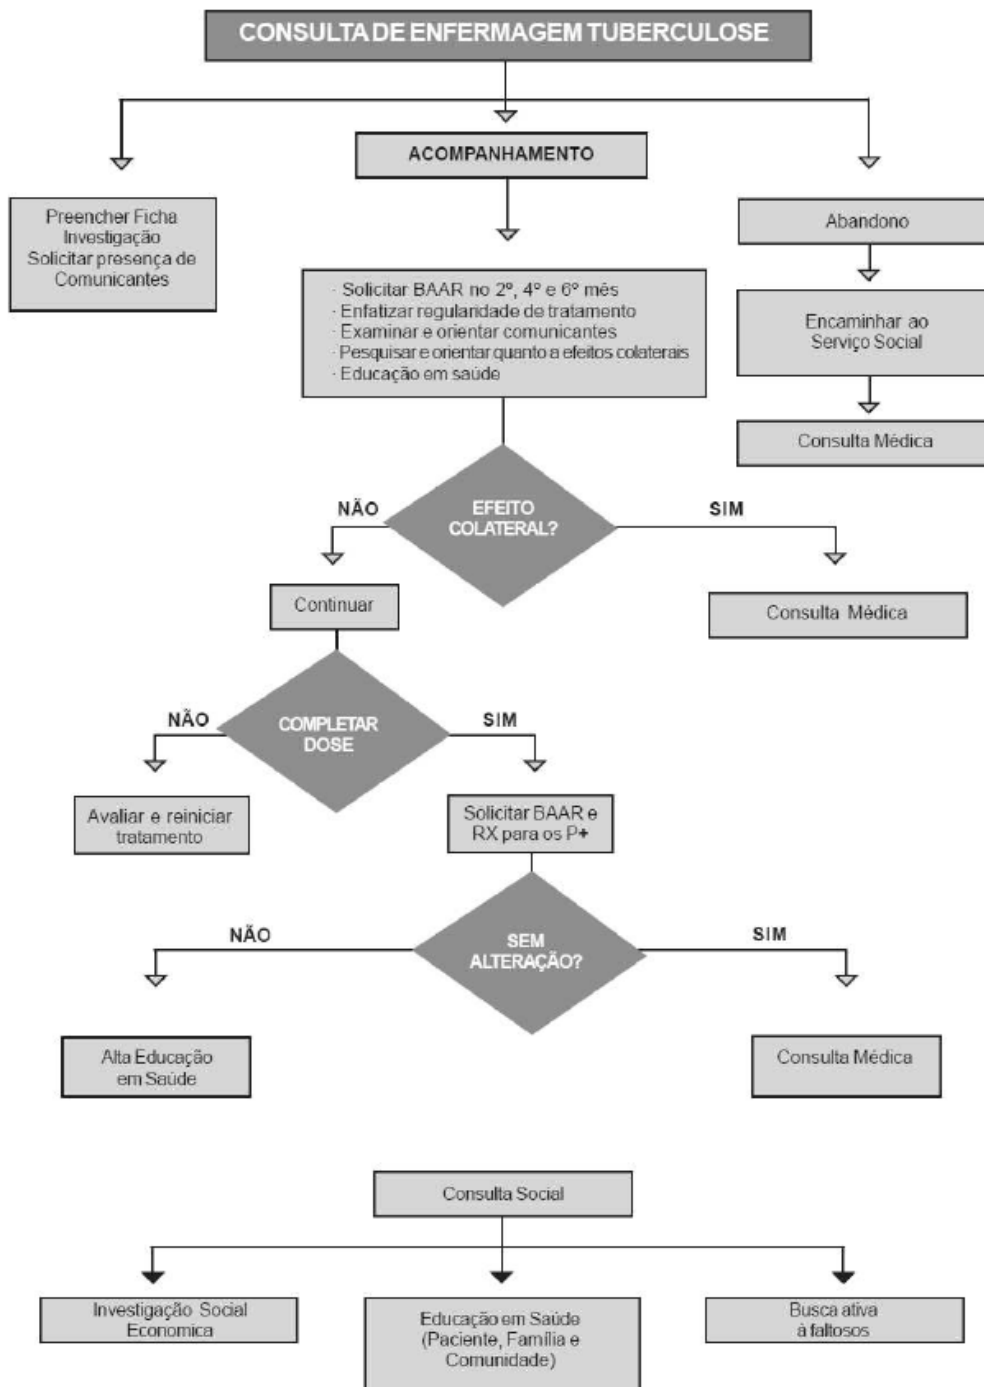 CONSULTA DE ENFERMAGEM TUBERCULOSE
Preencher Ficha
Investigação
Solicitar presença de
Comunicantes
ACOMPANHAMENTO
· Solicitar BAAR no 2º, 4º e 6º mês
· Enfatizar regularidade de tratamento
· Examinar e orientar comunicantes
· Pesquisar e orientar quanto a efeitos colaterais
· Educação em saúde
Abandono
Encaminhar ao
Serviço Social
Consulta Médica
NÃO
EFEITO
COLATERAL?
SIM
Continuar
Consulta Médica
NÃO
COMPLETAR
DOSE
SIM
Avaliar e reiniciar
tratamento
Solicitar BAAR e
RX para os P+
NÃO
SEM
ALTERAÇÃO?
SIM
Alta Educação
em Saúde
Consulta Médica
Consulta Social
Investigação Social
Economica
Educação em Saúde
(Paciente, Família e
Comunidade)
Busca ativa
à faltosos